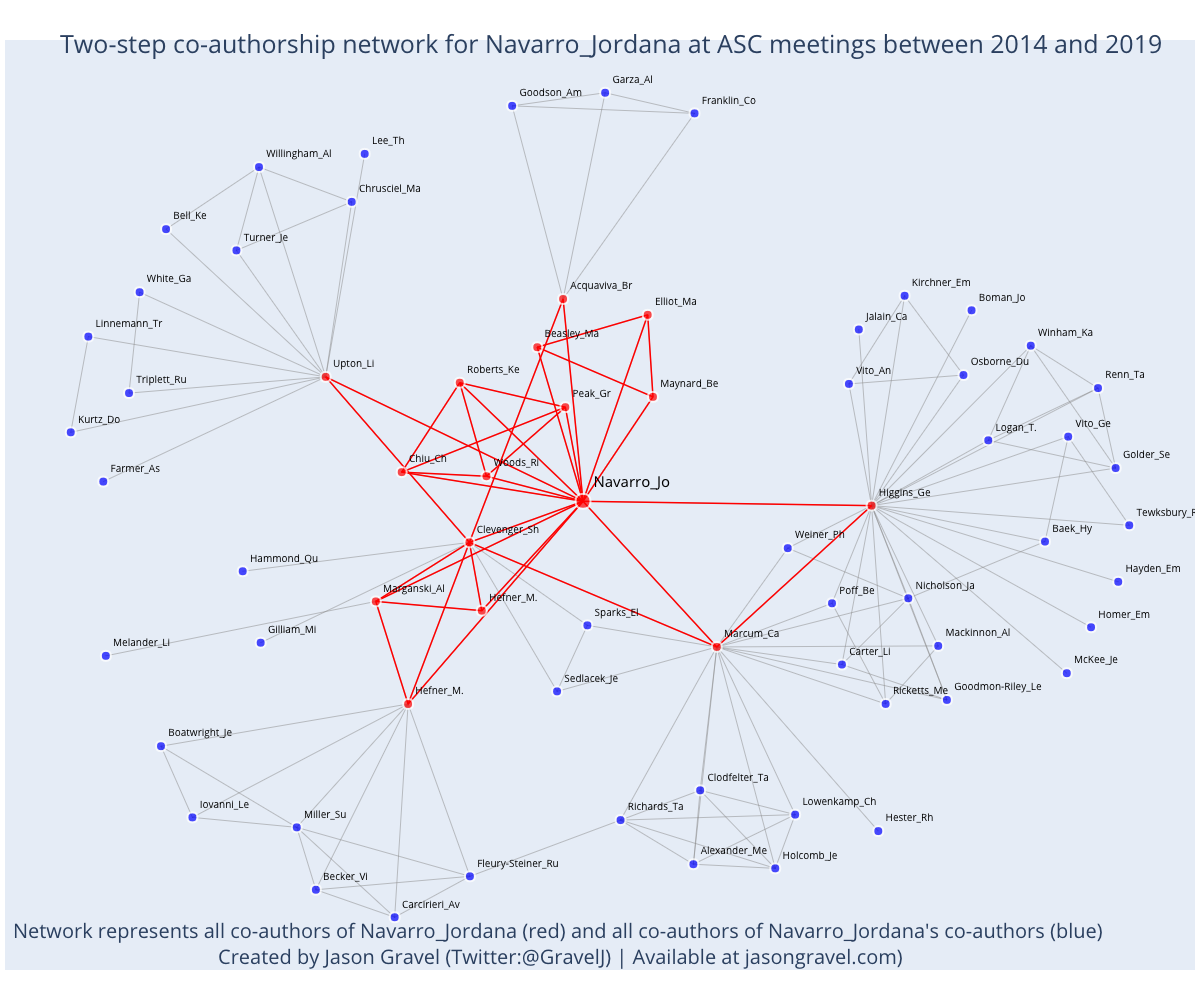 Two-step co-authorship network for Navarro_Jordana at ASC meetings between 2014 and 2019
Garza_Al
Goodson_Am
Franklin_Co
Lee_Th
Willingham_Al
Chrusciel_Ma
Bell_Ke
Turner_Je
White_Ga
Acquaviva_Br
Kirchner_Em
Elliot_Ma
Boman_Jo
Linnemann_Tr
Jalain_Ca
Beasley_Ma
Winham_Ka
Upton_Li
Roberts_Ke
Vito_An
Osborne_Du
Triplett_Ru
Maynard_Be
Renn_Ta
Peak_Gr
Kurtz_Do
Logan_T.
Vito_Ge
Chiu_Ch
Woods_Ri
Golder_Se
Farmer_As
Navarro_Jo
Higgins_Ge
Tewksbury_R
Clevenger_Sh
Weiner_Ph
Baek_Hy
Hammond_Qu
Hayden_Em
Marganski_Al
Nicholson_Ja
Hefner_M.
Poff_Be
Sparks_El
Homer_Em
Gilliam_Mi
Marcum_Ca
Mackinnon_Al
Melander_Li
Carter_Li
McKee_Je
Sedlacek_Je
Hefner_M.
Ricketts_Me
Goodmon-Riley_Le
Boatwright_Je
Clodfelter_Ta
Iovanni_Le
Richards_Ta
Lowenkamp_Ch
Miller_Su
Hester_Rh
Fleury-Steiner_Ru
Alexander_Me
Holcomb_Je
Becker_Vi
Carcirieri_Av
Network represents all co-authors of Navarro_Jordana (red) and all co-authors of Navarro_Jordana's co-authors (blue)
Created by Jason Gravel (Twitter:@GravelJ) | Available at jasongravel.com)